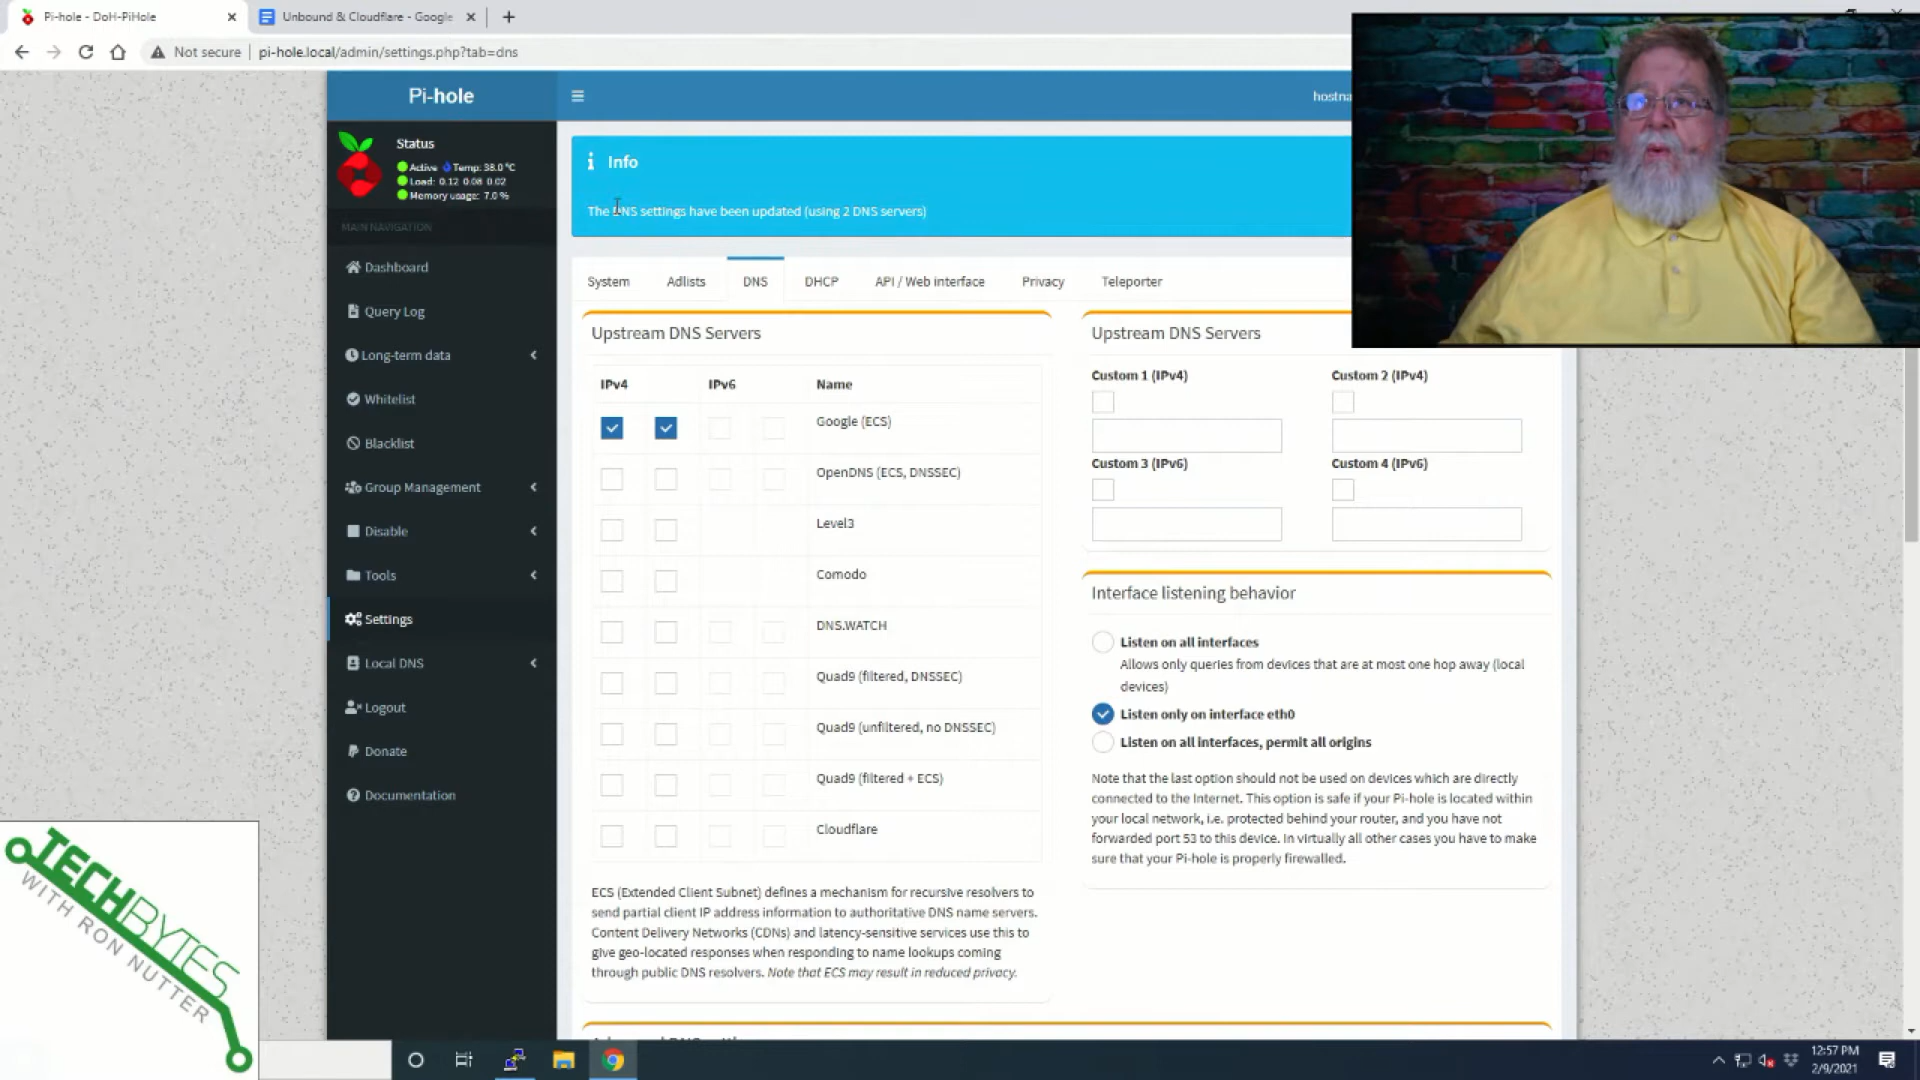 Pi-hole - DoH-PiHole
Unbound & Cloudflare - Google
Not secure
pi-hole.local/admin/settings.php?tab=dns
Pi-hole
hostna
Status
Active Temp: 38.0 °C
Load: 0.12 0.08 0.02
Memory usage: 7.0 %
MAIN NAVIGATION
Dashboard
Query Log
Long-term data
Whitelist
Blacklist
Group Management
Disable
Tools
Settings
Local DNS
Logout
Donate
Documentation
Info
The DNS settings have been updated (using 2 DNS servers)
System
Adlists
DNS
DHCP
API / Web interface
Privacy
Teleporter
Upstream DNS Servers
IPv4
IPv6
Name
Google (ECS)
OpenDNS (ECS, DNSSEC)
Level3
Comodo
DNS.WATCH
Quad9 (filtered, DNSSEC)
Quad9 (unfiltered, no DNSSEC)
Quad9 (filtered + ECS)
Cloudflare
ECS (Extended Client Subnet) defines a mechanism for recursive resolvers to
send partial client IP address information to authoritative DNS name servers.
Content Delivery Networks (CDNs) and latency-sensitive services use this to
give geo-located responses when responding to name lookups coming
through public DNS resolvers. Note that ECS may result in reduced privacy.
Upstream DNS Servers
Custom 1 (IPv4)
Custom 2 (IPv4)
Custom 3 (IPv6)
Custom 4 (IPv6)
Interface listening behavior
Listen on all interfaces
Allows only queries from devices that are at most one hop away (local
devices)
Listen only on interface eth0
Listen on all interfaces, permit all origins
Note that the last option should not be used on devices which are directly
connected to the Internet. This option is safe if your Pi-hole is located within
your local network, i.e. protected behind your router, and you have not
forwarded port 53 to this device. In virtually all other cases you have to make
sure that your Pi-hole is properly firewalled.
TECHBYTES
WITH RON NUTTER
12:57 PM
2/9/2021